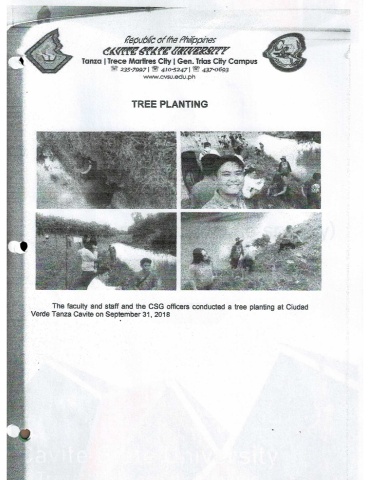 Republic of the Philippines
CAVITE STATE UNIVERSITY
Tanza | Trece Martires City | Gen. Trias City Campus
☏ 235-7997 | ☏ 410-5247 | ☏ 437-0693
www.cvsu.edu.ph
TREE PLANTING
The faculty and staff and the CSG officers conducted a tree planting at Ciudad
Verde Tanza Cavite on September 31, 2018
Cavite State University